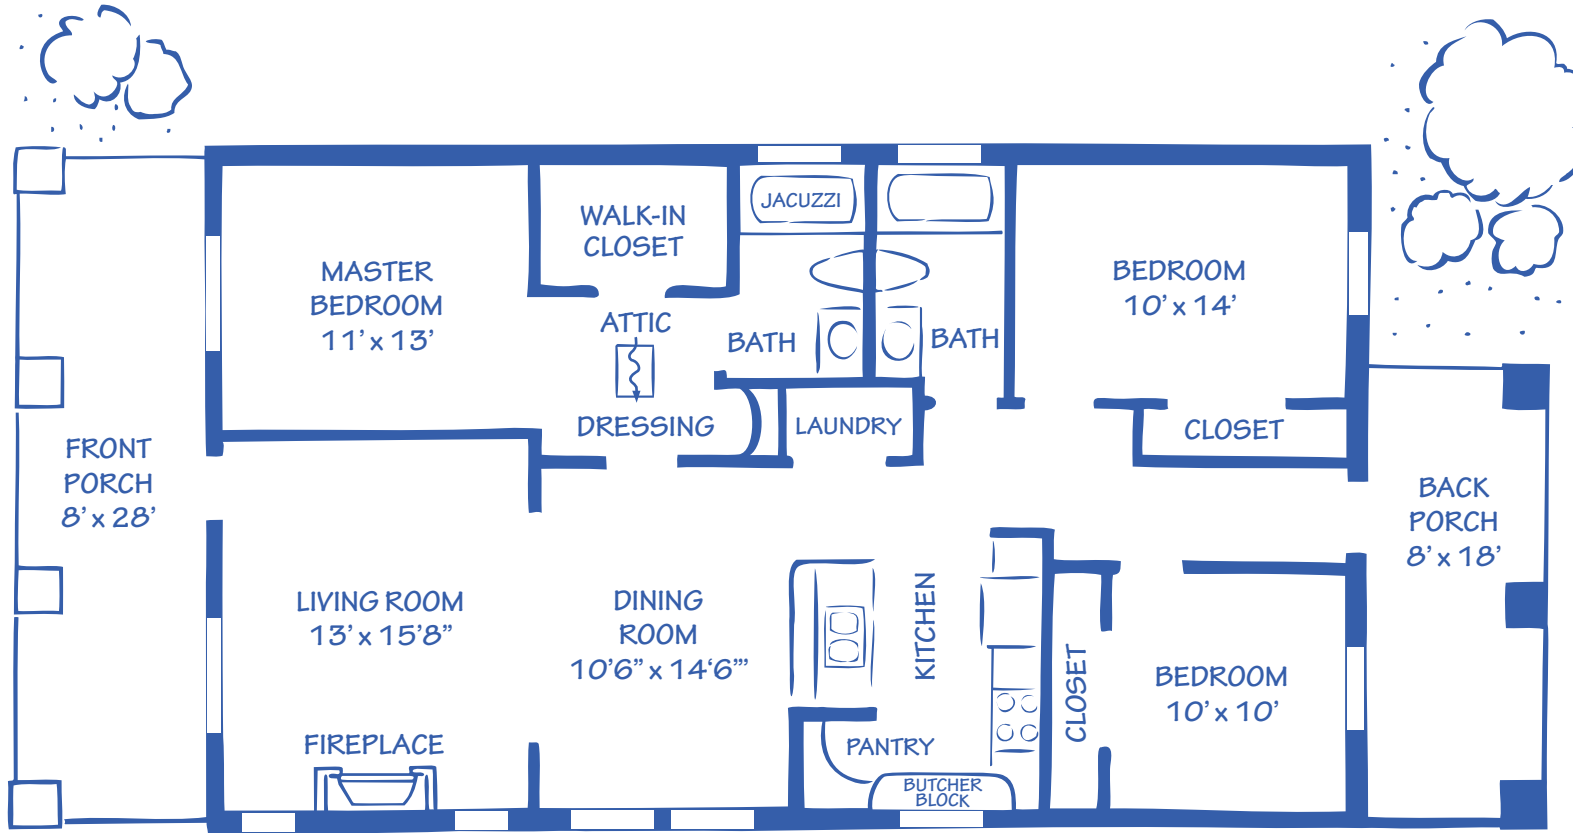 JACUZZI
WALK-IN
CLOSET
MASTER
BEDROOM
11’ x 13’
BEDROOM
10’ x 14’
ATTIC
BATH
BATH
DRESSING
LAUNDRY
CLOSET
FRONT
PORCH
8’ x 28’
BACK
PORCH
8’ x 18’
LIVING ROOM
13’ x 15’8”
DINING
ROOM
10’6” x 14‘6”’
KITCHEN
CLOSET
BEDROOM
10’ x 10’
FIREPLACE
PANTRY
BUTCHER
BLOCK